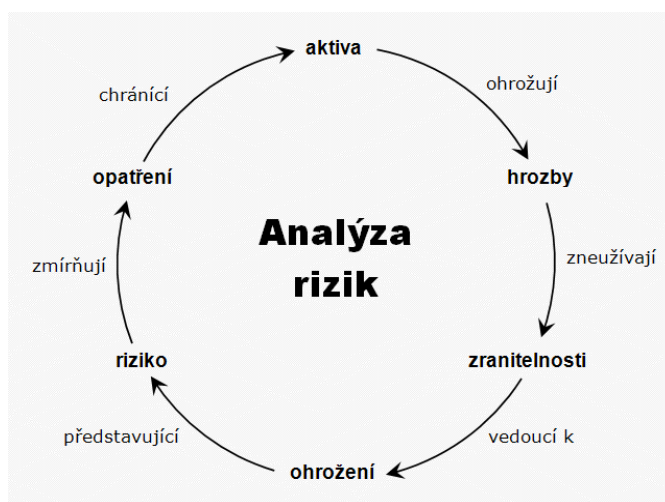 aktiva
ohrožují
hrozby
zneužívají
zranitelnosti
vedoucí k
ohrožení
představující
riziko
zmírňují
opatření
chránící
Analýza
rizik